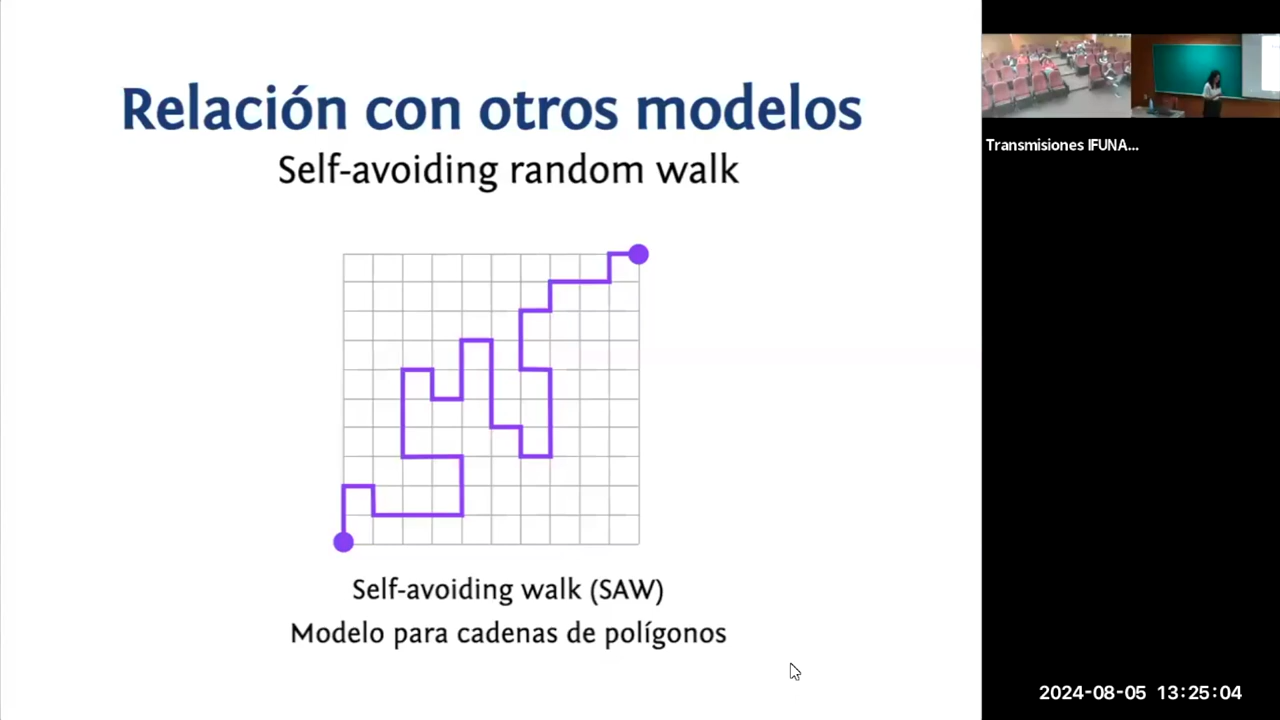 Relación con otros modelos
Self-avoiding random walk
Self-avoiding walk (SAW)
Modelo para cadenas de polígonos
Transmisiones IFUNA...
2024-08-05 13:25:04